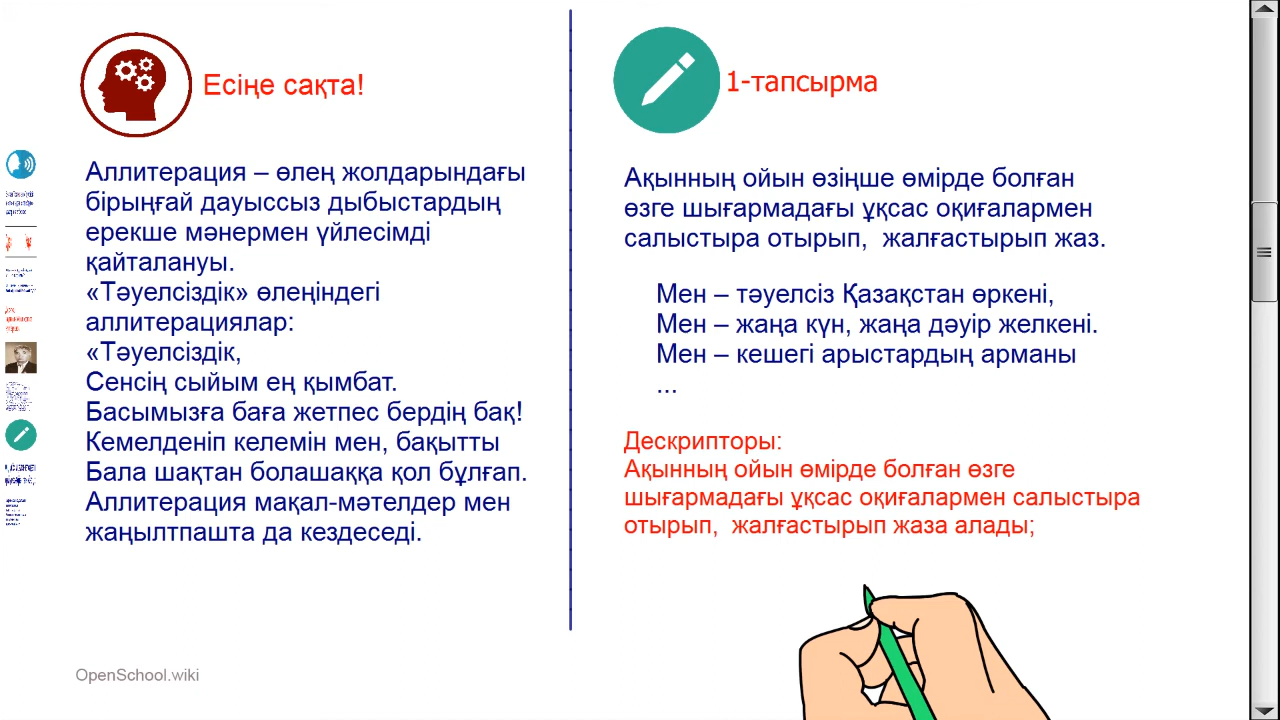 Есіңе сақта!
Аллитерация – өлең жолдарындағы
бірыңғай дауыссыз дыбыстардың
ерекше мәнермен үйлесімді
қайталануы.
«Тәуелсіздік» өлеңіндегі
аллитерациялар:
«Тәуелсіздік,
Сенсің сыйым ең қымбат.
Басымызға баға жетпес бердің бақ!
Кемелденіп келемін мен, бақытты
Бала шақтан болашаққа қол бұлғап.
Аллитерация мақал-мәтелдер мен
жаңылтпашта да кездеседі.
OpenSchool.wiki
1-тапсырма
Ақынның ойын өзіңше өмірде болған
өзге шығармадағы ұқсас оқиғалармен
салыстыра отырып, жалғастырып жаз.
Мен – тәуелсіз Қазақстан өркені,
Мен – жаңа күн, жаңа дәуір желкені.
Мен – кешегі арыстардың арманы
...
Дескрипторы:
Ақынның ойын өмірде болған өзге
шығармадағы ұқсас оқиғалармен салыстыра
отырып, жалғастырып жаза алады;